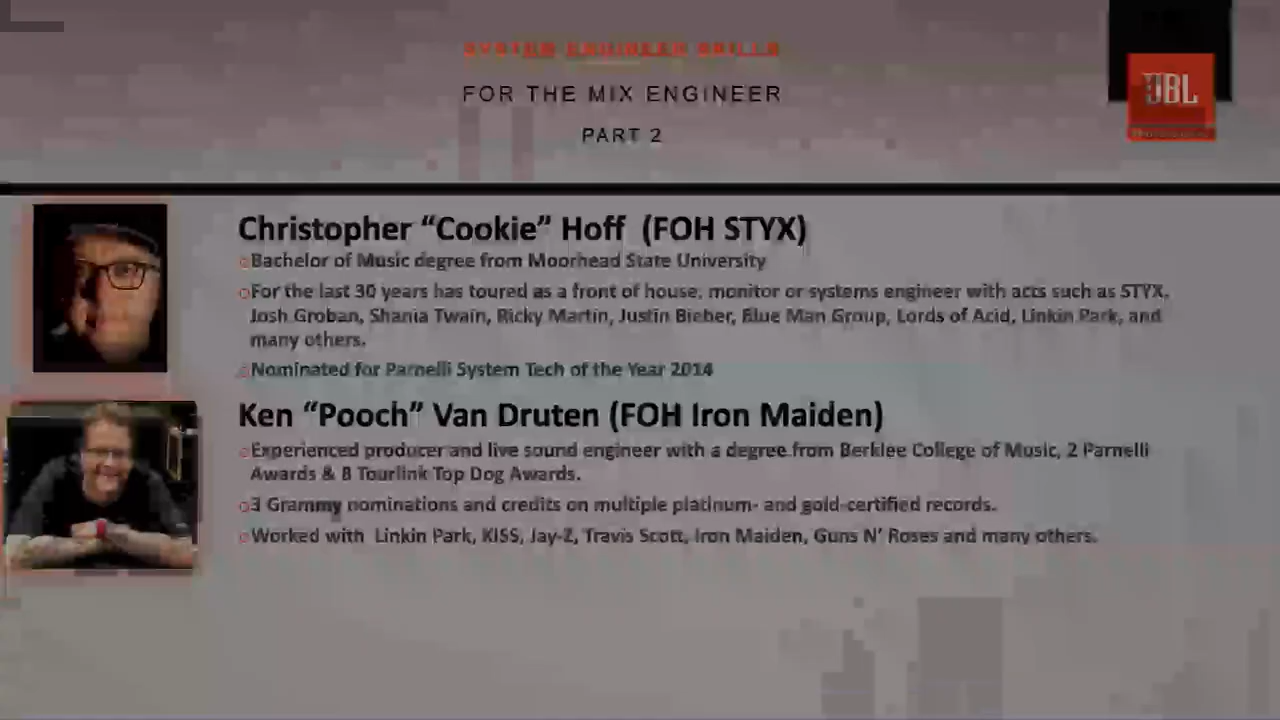 SYSTEM ENGINEER SKILLS
FOR THE MIX ENGINEER
PART 2
JBL
Christopher “Cookie” Hoff (FOH STYX)
Bachelor of Music degree from Moorhead State University
For the last 30 years has toured as a front of house, monitor or systems engineer with acts such as STYX,
Josh Groban, Shania Twain, Ricky Martin, Justin Bieber, Blue Man Group, Lords of Acid, Linkin Park, and
many others.
Nominated for Parnelli System Tech of the Year 2014
Ken “Pooch” Van Druten (FOH Iron Maiden)
Experienced producer and live sound engineer with a degree from Berklee College of Music, 2 Parnelli
Awards & 8 Tourlink Top Dog Awards.
3 Grammy nominations and credits on multiple platinum- and gold-certified records.
Worked with Linkin Park, KISS, Jay-Z, Travis Scott, Iron Maiden, Guns N’ Roses and many others.